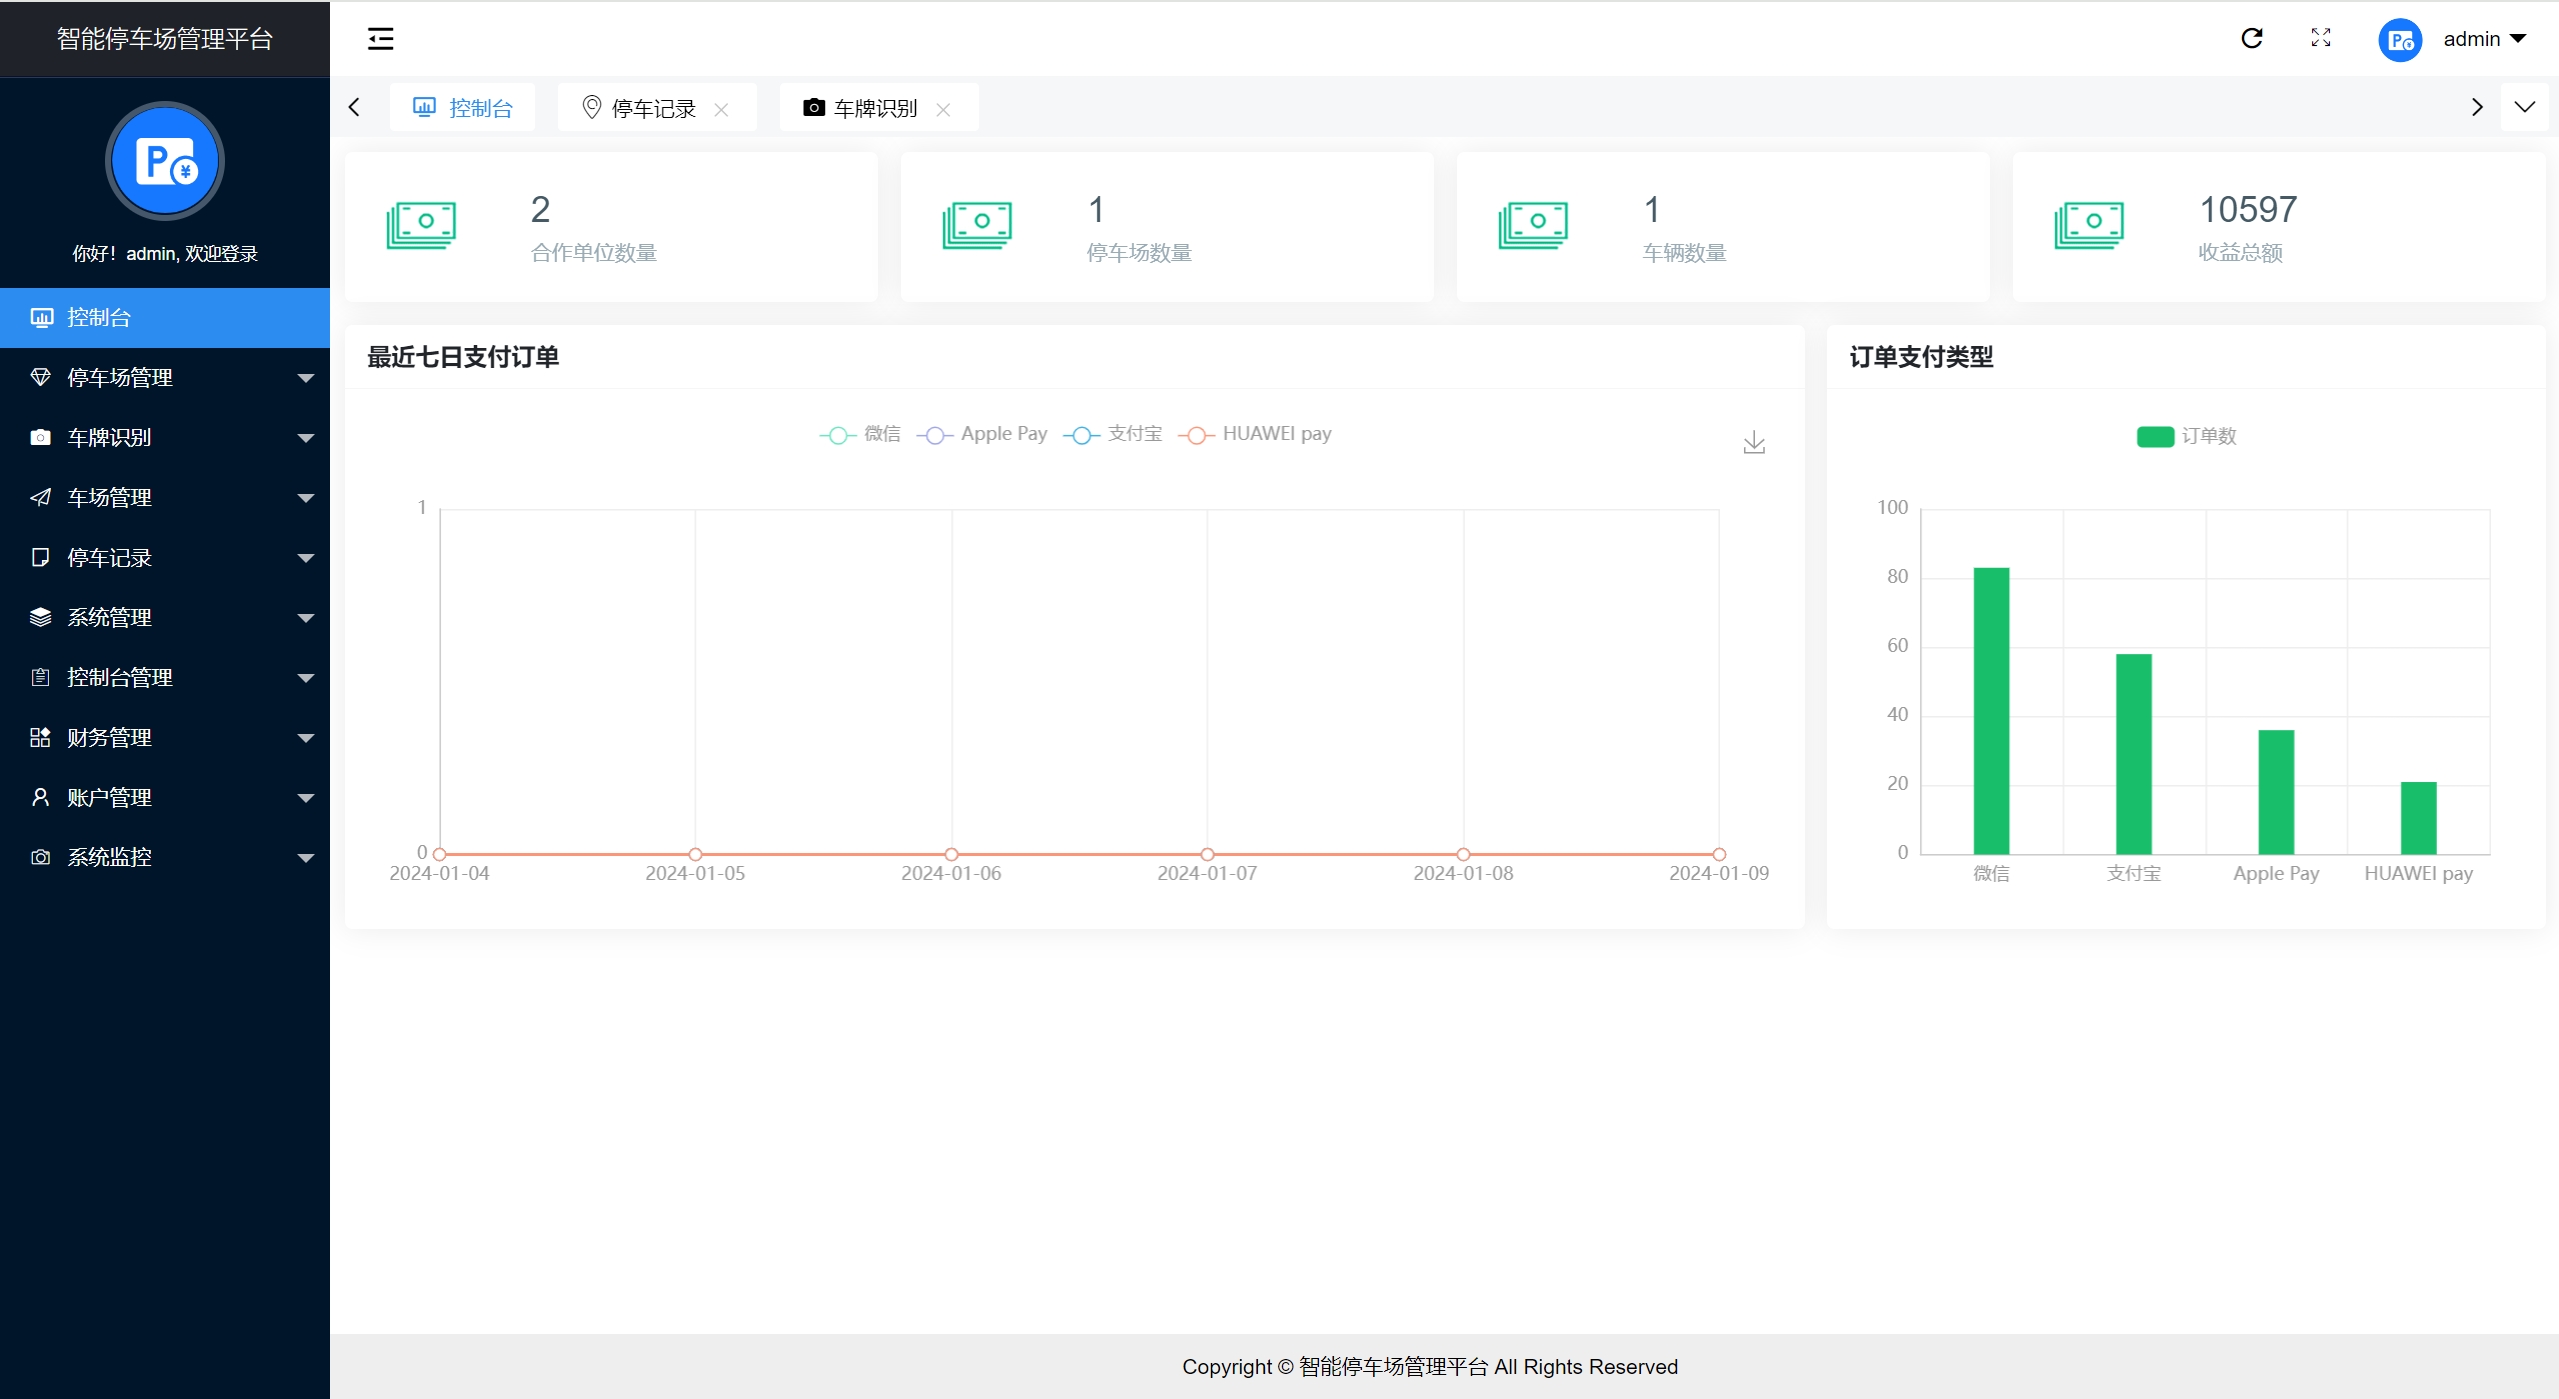 智能停车场管理平台
admin
控制台
停车记录
车牌识别
P ¥
你好！admin, 欢迎登录
控制台
停车场管理
车牌识别
车场管理
停车记录
系统管理
控制台管理
财务管理
账户管理
系统监控
2
合作单位数量
1
停车场数量
1
车辆数量
10597
收益总额
最近七日支付订单
微信 Apple Pay 支付宝 HUAWEI pay
1
0
2024-01-04 2024-01-05 2024-01-06 2024-01-07 2024-01-08 2024-01-09
订单支付类型
订单数
100
80
60
40
20
0
微信 支付宝 Apple Pay HUAWEI pay
Copyright © 智能停车场管理平台 All Rights Reserved